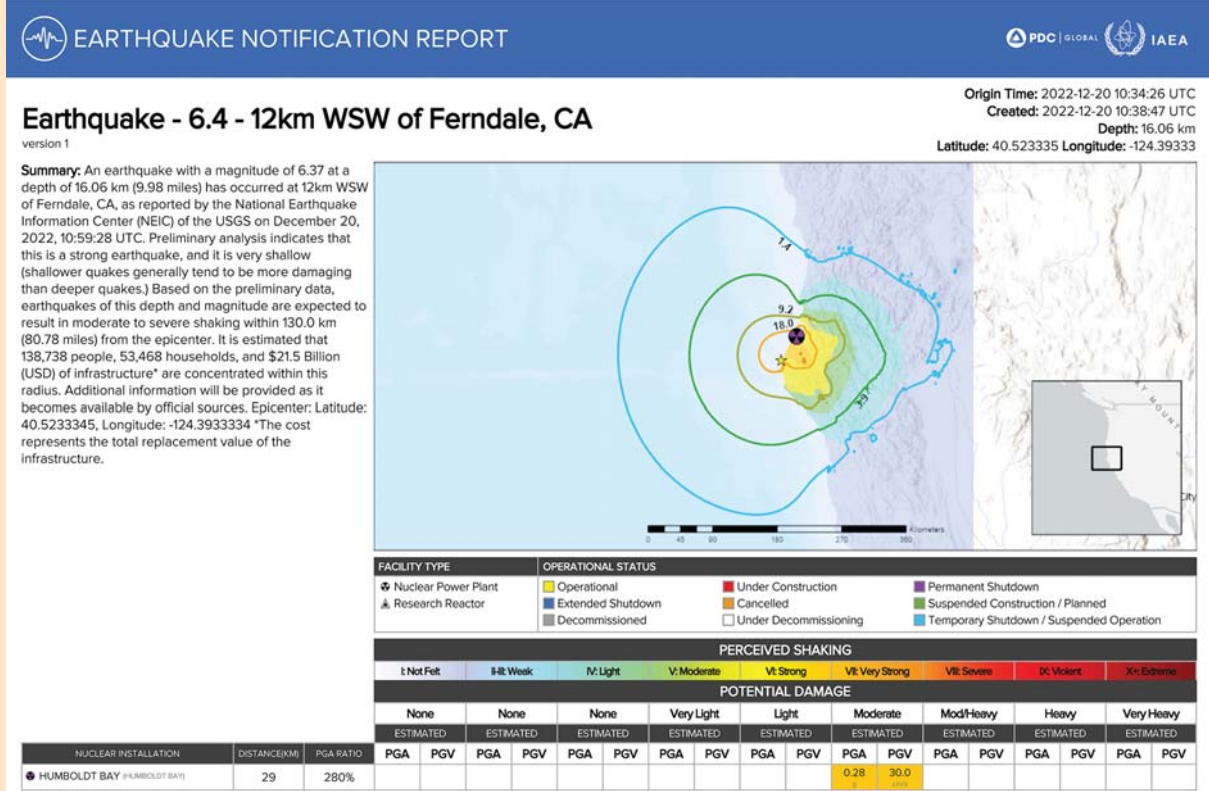 EARTHQUAKE NOTIFICATION REPORT
PDC GLOBAL IAEA
Earthquake - 6.4 - 12km WSW of Ferndale, CA
version 1
Origin Time: 2022-12-20 10:34:26 UTC
Created: 2022-12-20 10:38:47 UTC
Depth: 16.06 km
Latitude: 40.523335 Longitude: -124.39333
Summary: An earthquake with a magnitude of 6.37 at a
depth of 16.06 km (9.98 miles) has occurred at 12km WSW
of Ferndale, CA, as reported by the National Earthquake
Information Center (NEIC) of the USGS on December 20,
2022, 10:59:28 UTC. Preliminary analysis indicates that
this is a strong earthquake, and it is very shallow
(shallower quakes generally tend to be more damaging
than deeper quakes.) Based on the preliminary data,
earthquakes of this depth and magnitude are expected to
result in moderate to severe shaking within 130.0 km
(80.78 miles) from the epicenter. It is estimated that
138,738 people, 53,468 households, and $21.5 Billion
(USD) of infrastructure* are concentrated within this
radius. Additional information will be provided as it
becomes available by official sources. Epicenter: Latitude:
40.5233345, Longitude: -124.3933334 *The cost
represents the total replacement value of the
infrastructure.
1.4
9.2
18.0
3.9
Kilometers
0 45 90 180 270 360
Y MOUNT
City
FACILITY TYPE OPERATIONAL STATUS
Nuclear Power Plant Operational Under Construction Permanent Shutdown
Research Reactor Extended Shutdown Cancelled Suspended Construction / Planned
Decommissioned Under Decommissioning Temporary Shutdown / Suspended Operation
PERCEIVED SHAKING
I: Not Felt II-III: Weak IV: Light V: Moderate VI: Strong VII: Very Strong VIII: Severe IX: Violent X+: Extreme
POTENTIAL DAMAGE
None None None Very Light Light Moderate Mod/Heavy Heavy Very Heavy
ESTIMATED ESTIMATED ESTIMATED ESTIMATED ESTIMATED ESTIMATED ESTIMATED ESTIMATED ESTIMATED
NUCLEAR INSTALLATION DISTANCE(KM) PGA RATIO PGA PGV PGA PGV PGA PGV PGA PGV PGA PGV PGA PGV PGA PGV PGA PGV PGA PGV
HUMBOLDT BAY (HUMBOLDT BAY) 29 280% 0.28 30.0